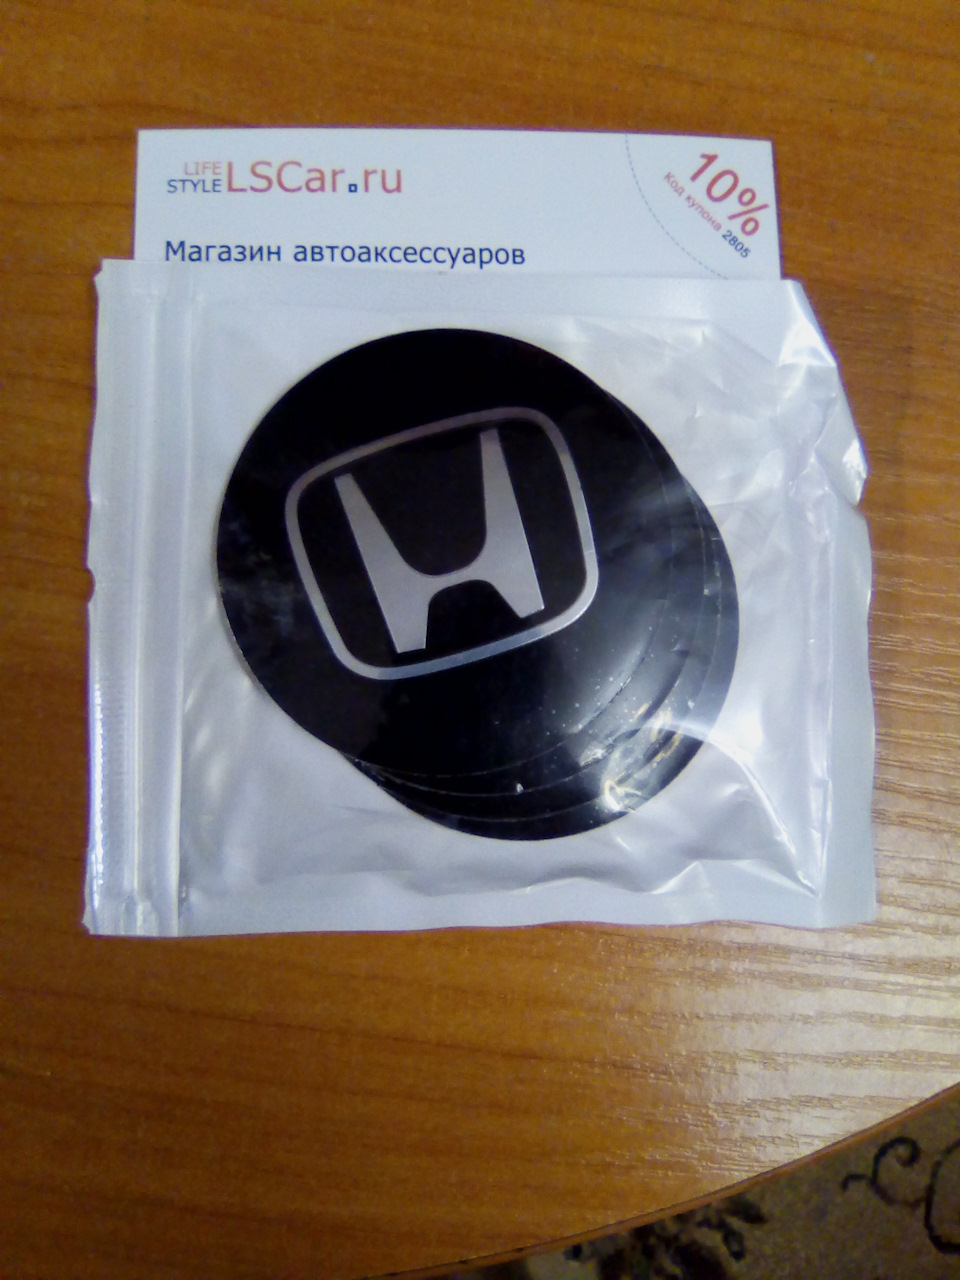 LIFE
STYLE LSCar.ru
10%
Код купона 2805
Магазин автоаксессуаров